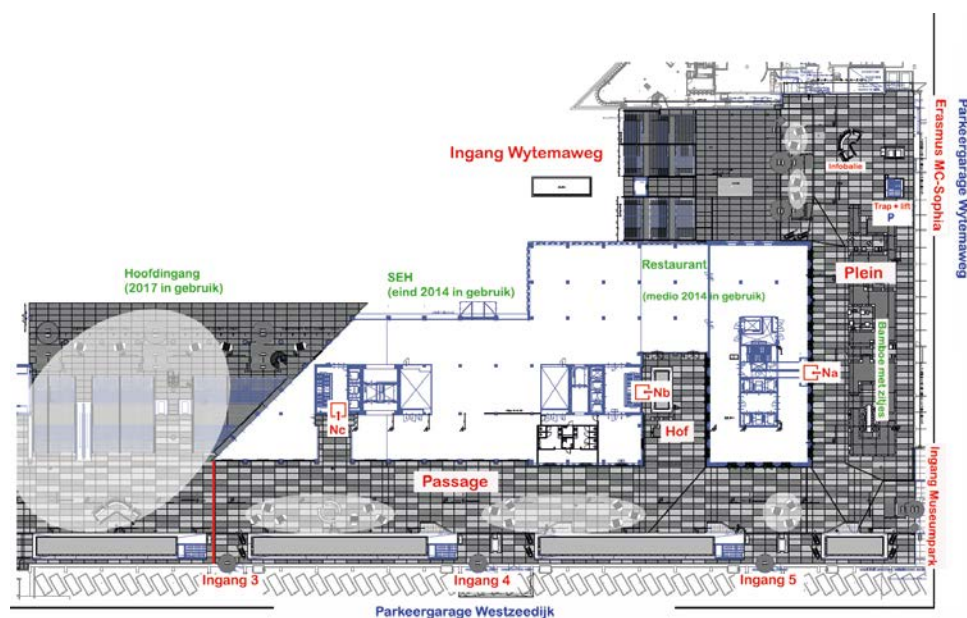 Ingang Wytemaweg
Erasmus MC-Sophia
Parkeergarage Wytemaweg
Infobalie
Trap + lift
P
Hoofdingang
(2017 in gebruik)
SEH
(eind 2014 in gebruik)
Restaurant
(medio 2014 in gebruik)
Plein
Bamboe met zitjes
Na
Nb
Nc
Hof
Passage
Ingang Museumpark
Ingang 3
Ingang 4
Ingang 5
Parkeergarage Westzeedijk